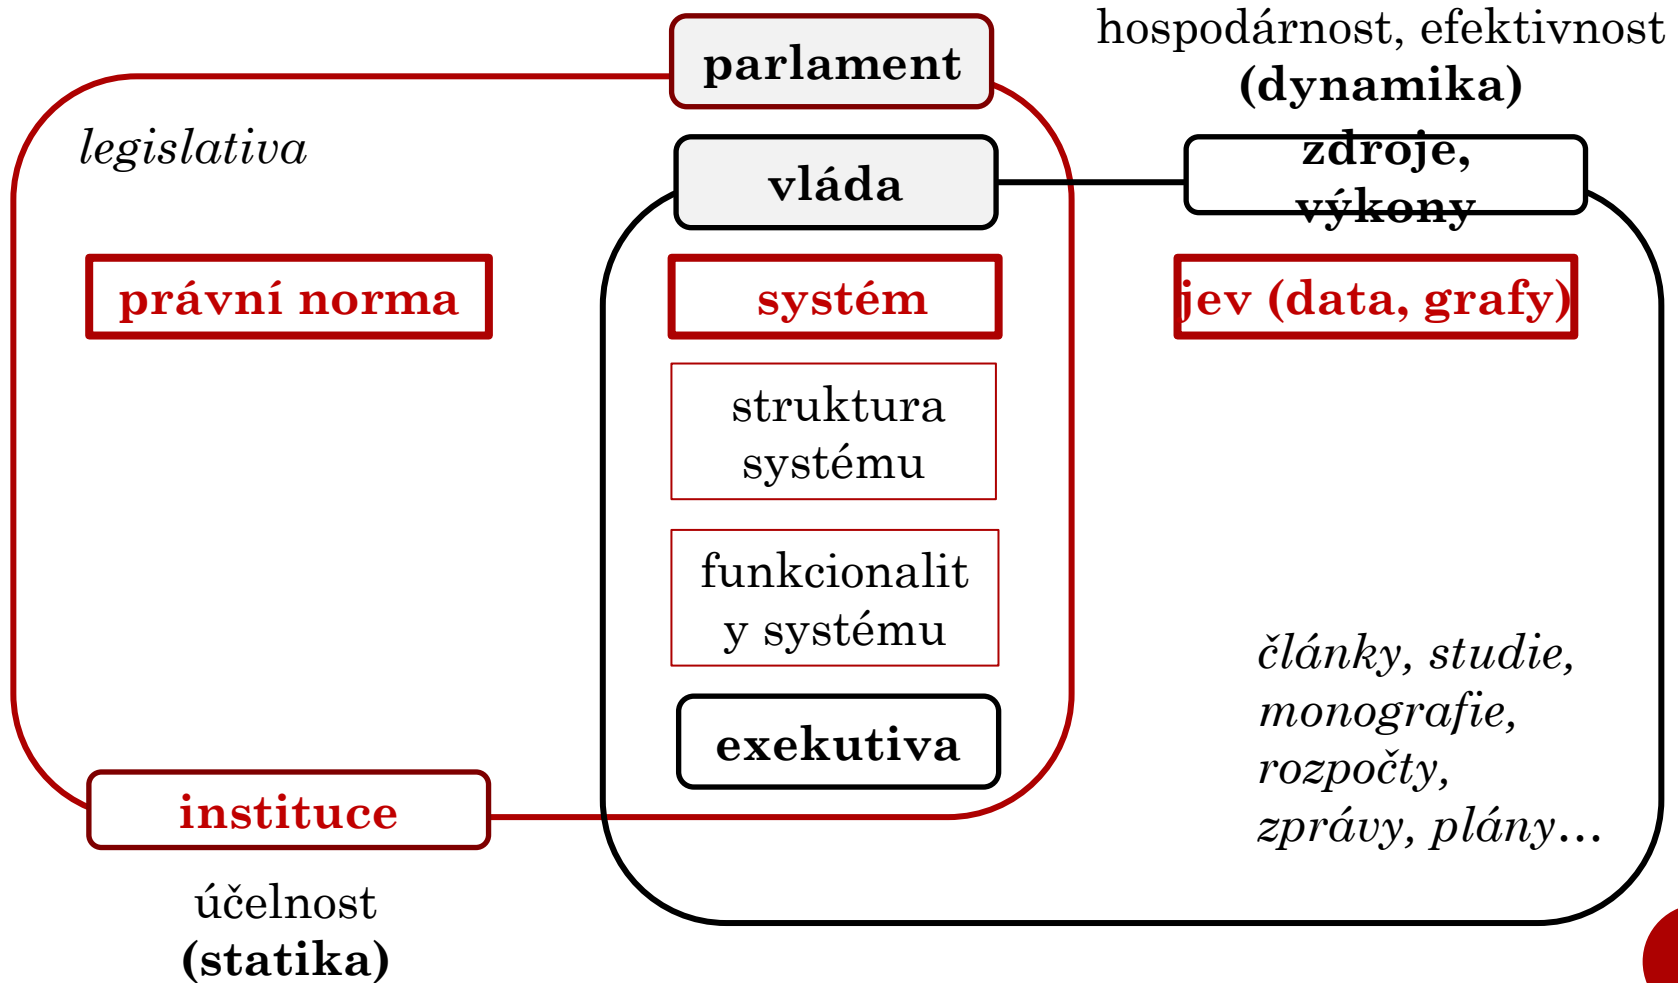 hospodárnost, efektivnost
(dynamika)
parlament
legislativa
vláda
zdroje,
výkony
právní norma
systém
jev (data, grafy)
struktura
systému
funkcionalit
y systému
exekutiva
články, studie,
monografie,
rozpočty,
zprávy, plány…
instituce
účelnost
(statika)